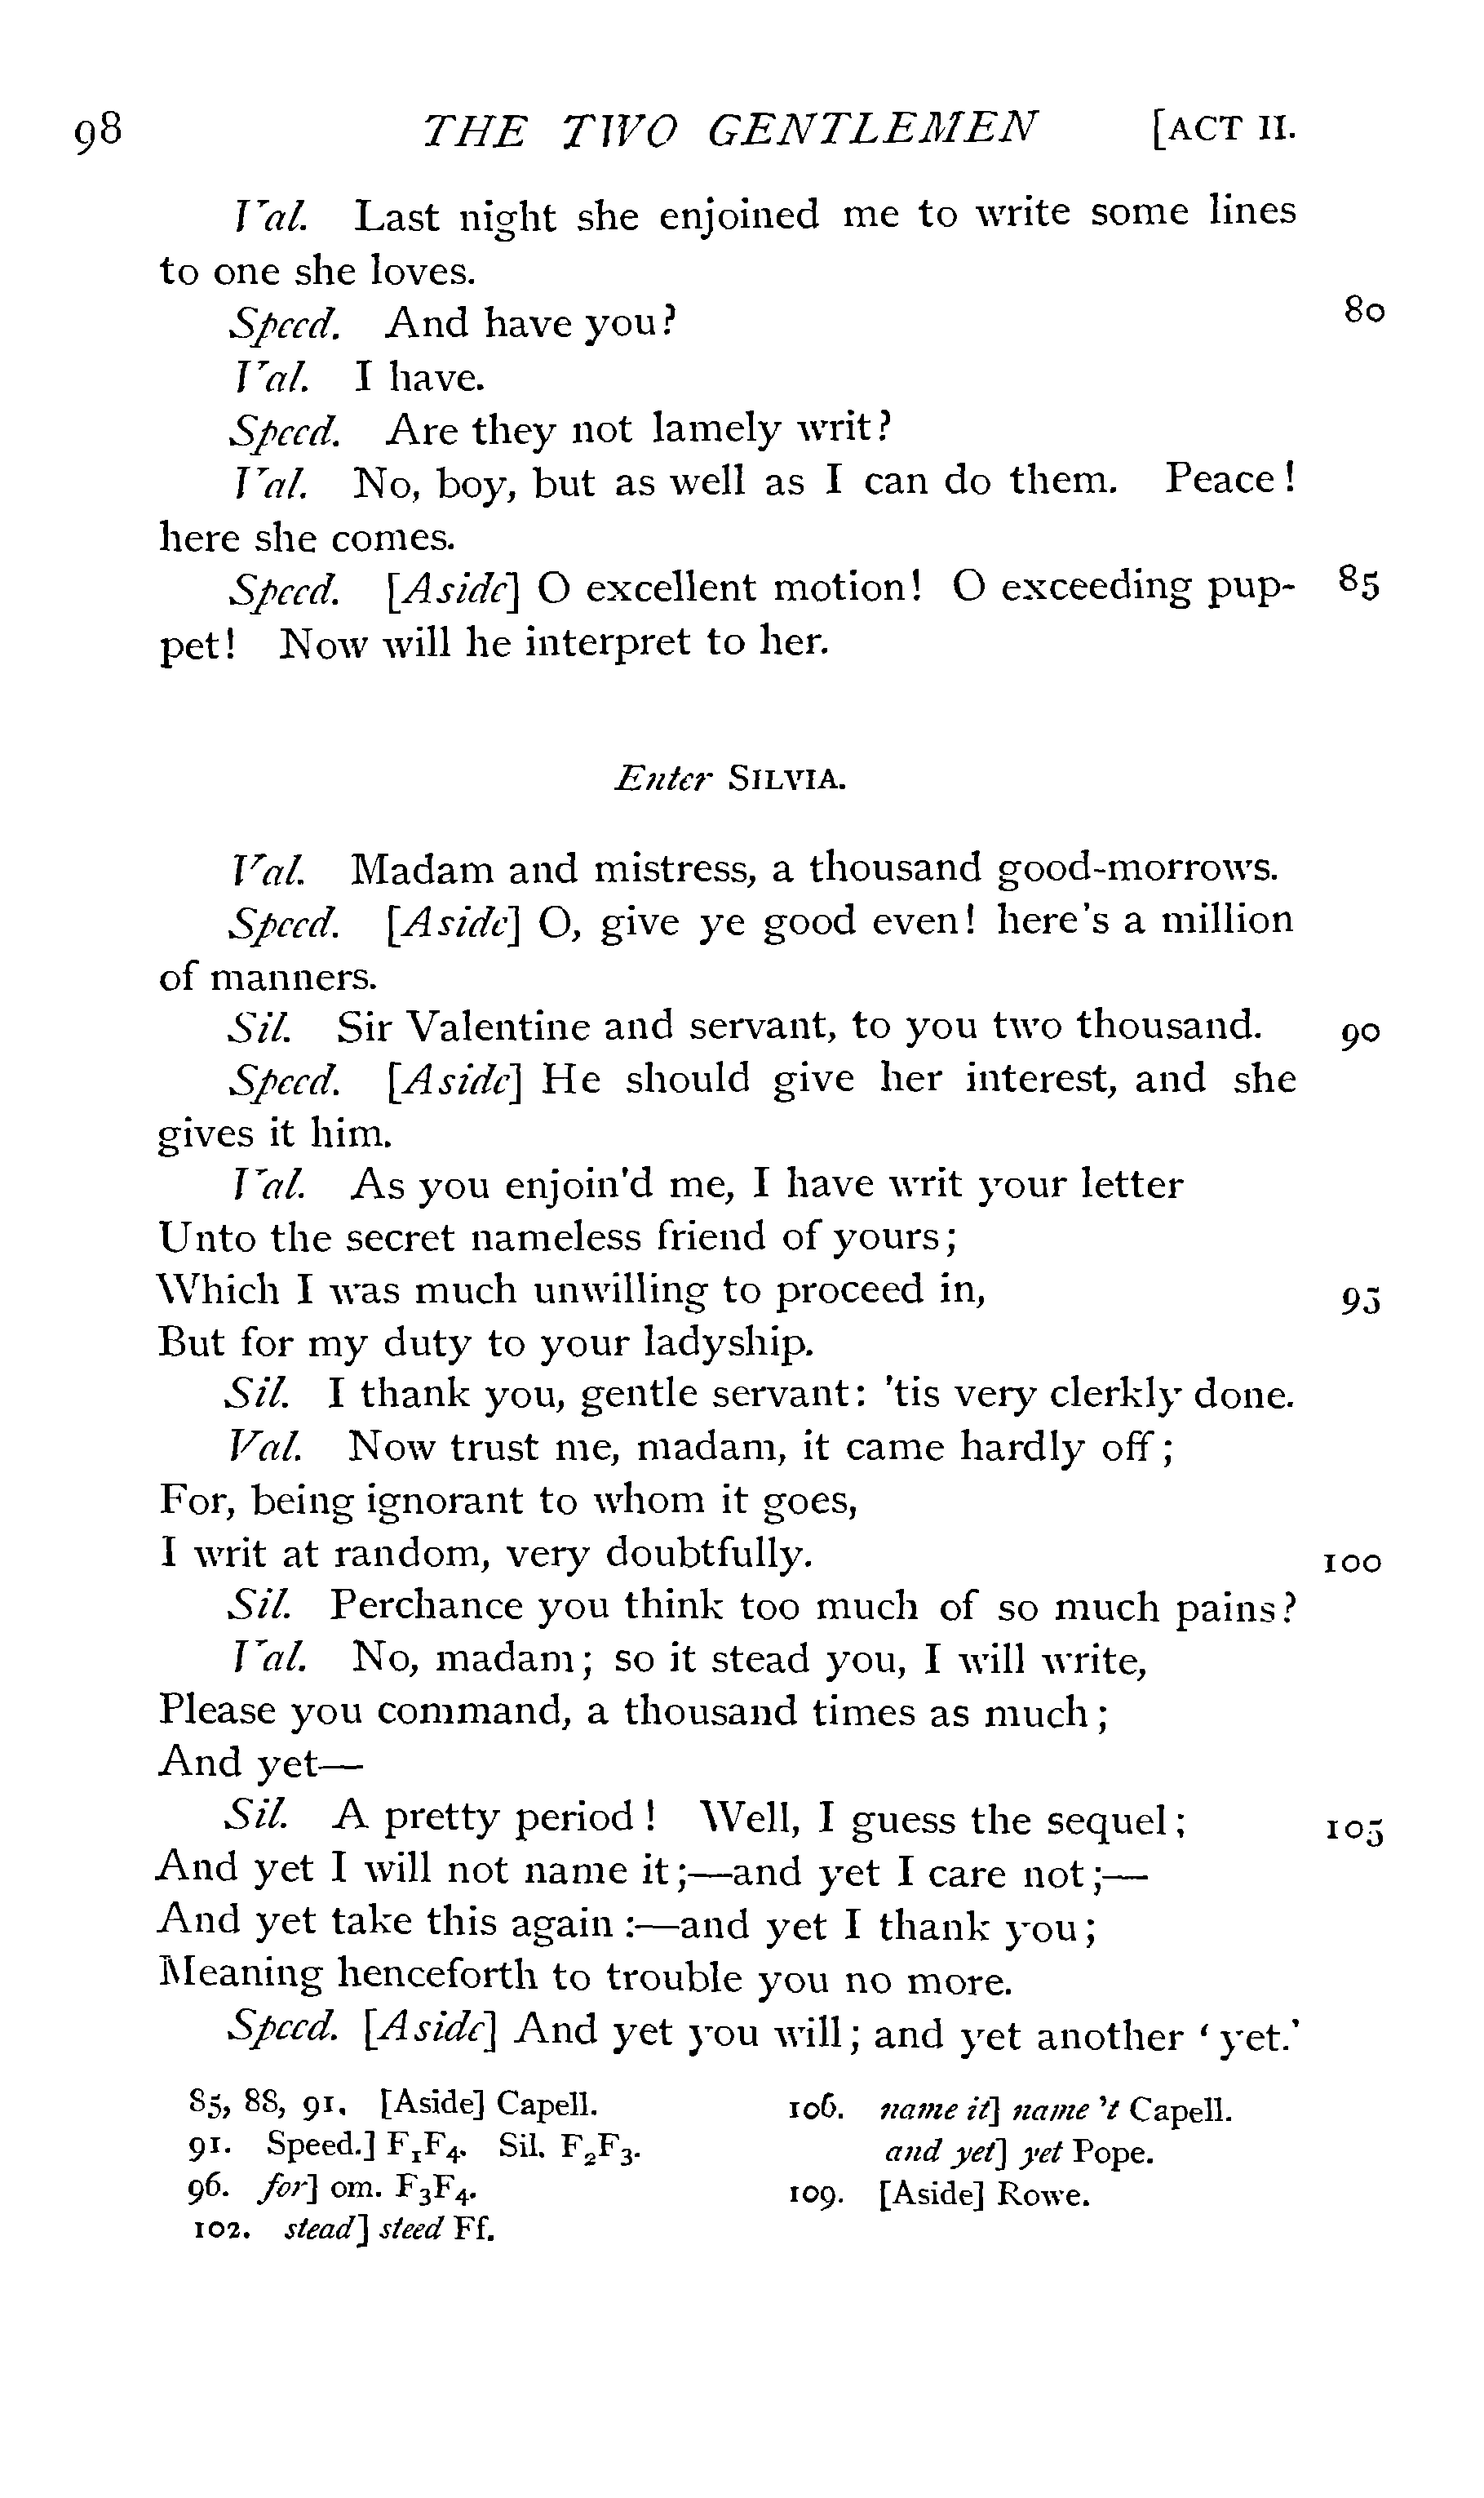 98 THE TWO GENTLEMEN [ACT II.
Val. Last night she enjoined me to write some lines
to one she loves.
Speed. And have you? 80
Val. I have.
Speed. Are they not lamely writ?
Val. No, boy, but as well as I can do them. Peace!
here she comes.
Speed. [Aside] O excellent motion! O exceeding pup- 85
pet! Now will he interpret to her.
Enter SILVIA.
Val. Madam and mistress, a thousand good-morrows.
Speed. [Aside] O, give ye good even! here's a million
of manners.
Sil. Sir Valentine and servant, to you two thousand. 90
Speed. [Aside] He should give her interest, and she
gives it him.
Val. As you enjoin'd me, I have writ your letter
Unto the secret nameless friend of yours;
Which I was much unwilling to proceed in, 95
But for my duty to your ladyship.
Sil. I thank you, gentle servant: 'tis very clerkly done.
Val. Now trust me, madam, it came hardly off;
For, being ignorant to whom it goes,
I writ at random, very doubtfully. 100
Sil. Perchance you think too much of so much pains?
Val. No, madam; so it stead you, I will write,
Please you command, a thousand times as much;
And yet—
Sil. A pretty period! Well, I guess the sequel; 105
And yet I will not name it;—and yet I care not;—
And yet take this again:—and yet I thank you;
Meaning henceforth to trouble you no more.
Speed. [Aside] And yet you will; and yet another 'yet.'
85, 88, 91. [Aside] Capell.
91. Speed.] F₁F₄. Sil. F₂F₃.
96. for] om. F₃F₄.
102. stead] steed Ff.
106. name it] name 't Capell.
and yet] yet Pope.
109. [Aside] Rowe.